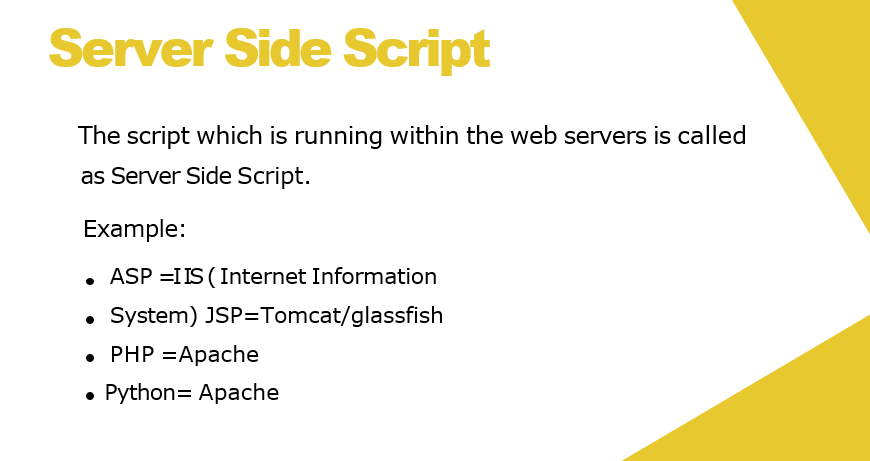 Server Side Script
The script which is running within the web servers is called
as Server Side Script.
Example:
• ASP =IIS ( Internet Information
• System) JSP=Tomcat/glassfish
• PHP =Apache
• Python= Apache